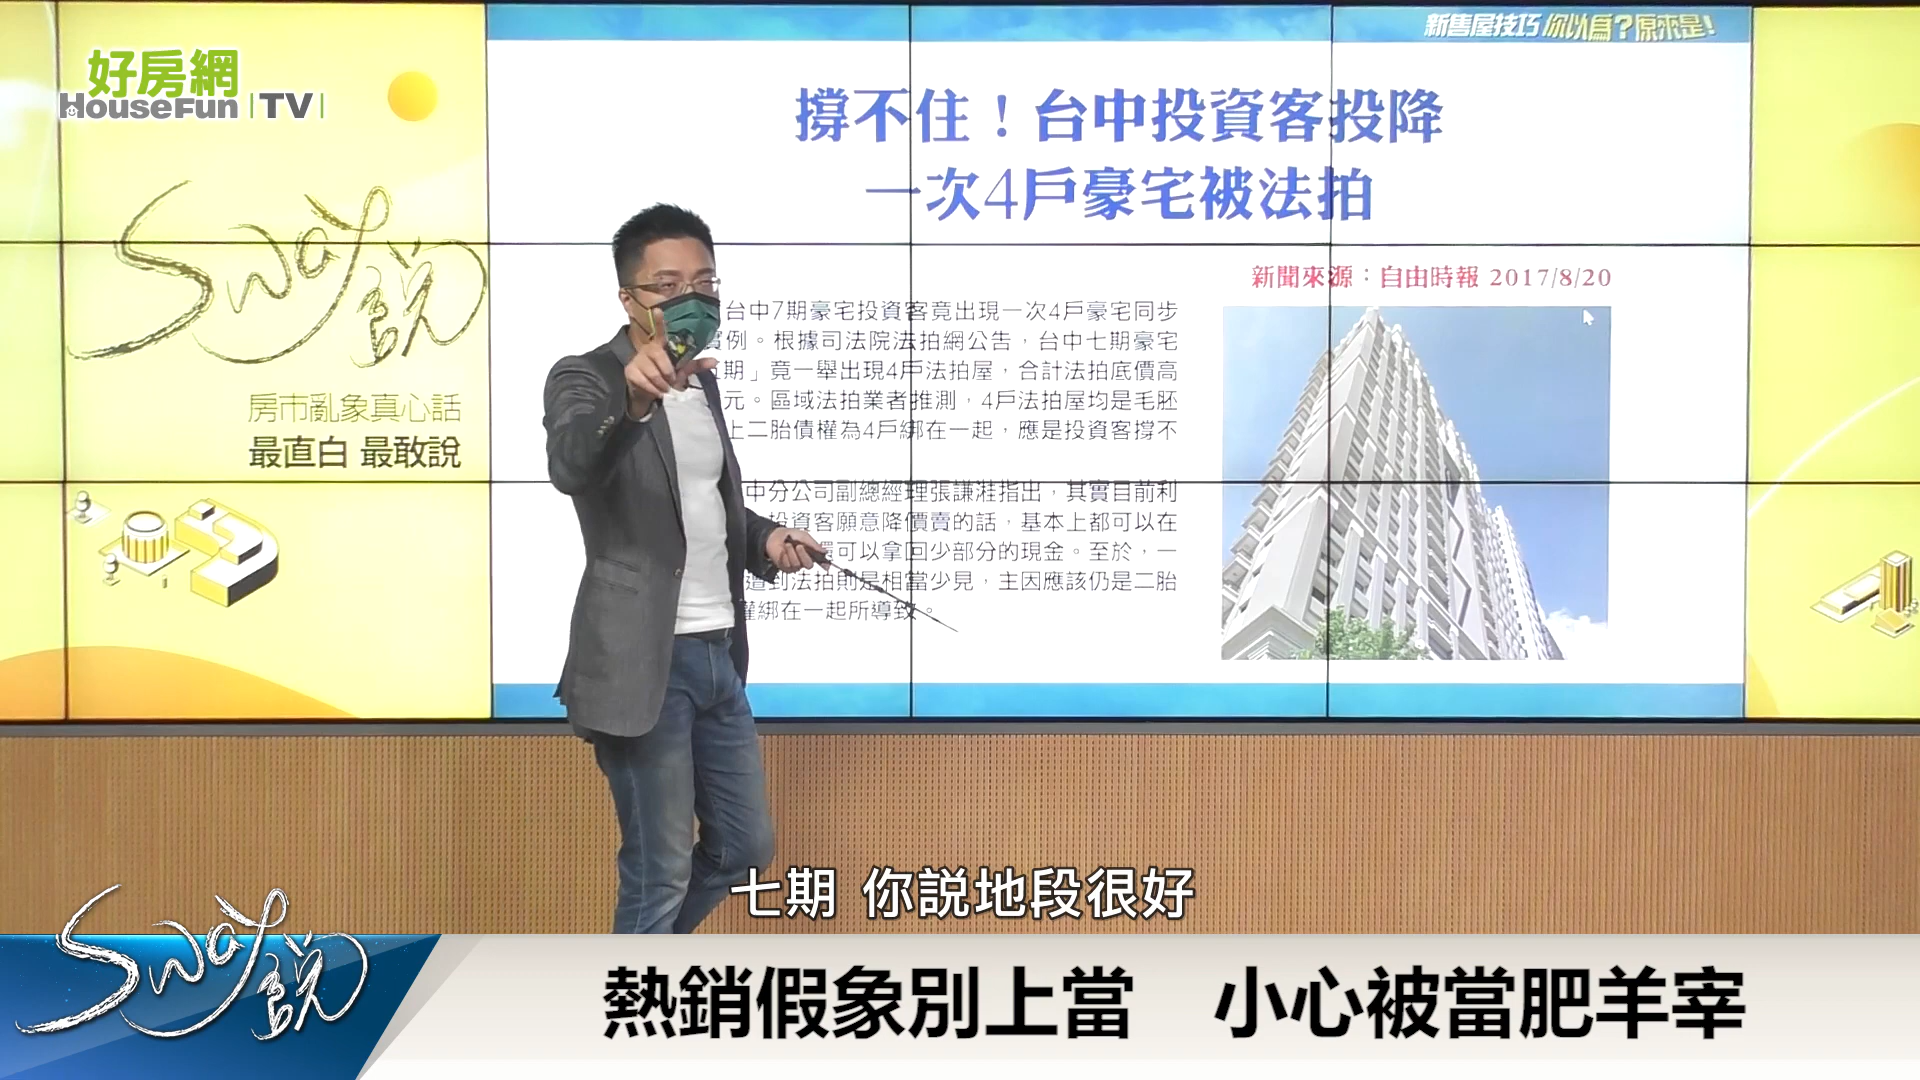 新售屋技巧 你以為？原來是！
好房網
HouseFun TV
撐不住！台中投資客投降
一次4戶豪宅被法拍
Sway說
房市亂象真心話
最直白 最敢說
新聞來源：自由時報 2017/8/20
台中7期豪宅投資客竟出現一次4戶豪宅同步
實例。根據司法院法拍網公告，台中七期豪宅
期」竟一舉出現4戶法拍屋，合計法拍底價高
元。區域法拍業者推測，4戶法拍屋均是毛胚
上二胎債權為4戶綁在一起，應是投資客撐不
中分公司副總經理張謙漄指出，其實目前利
投資客願意降價賣的話，基本上都可以在
還可以拿回少部分的現金。至於，一
遭到法拍則是相當少見，主因應該仍是二胎
權綁在一起所導致。
七期 你說地段很好
Sway說
熱銷假象別上當 小心被當肥羊宰